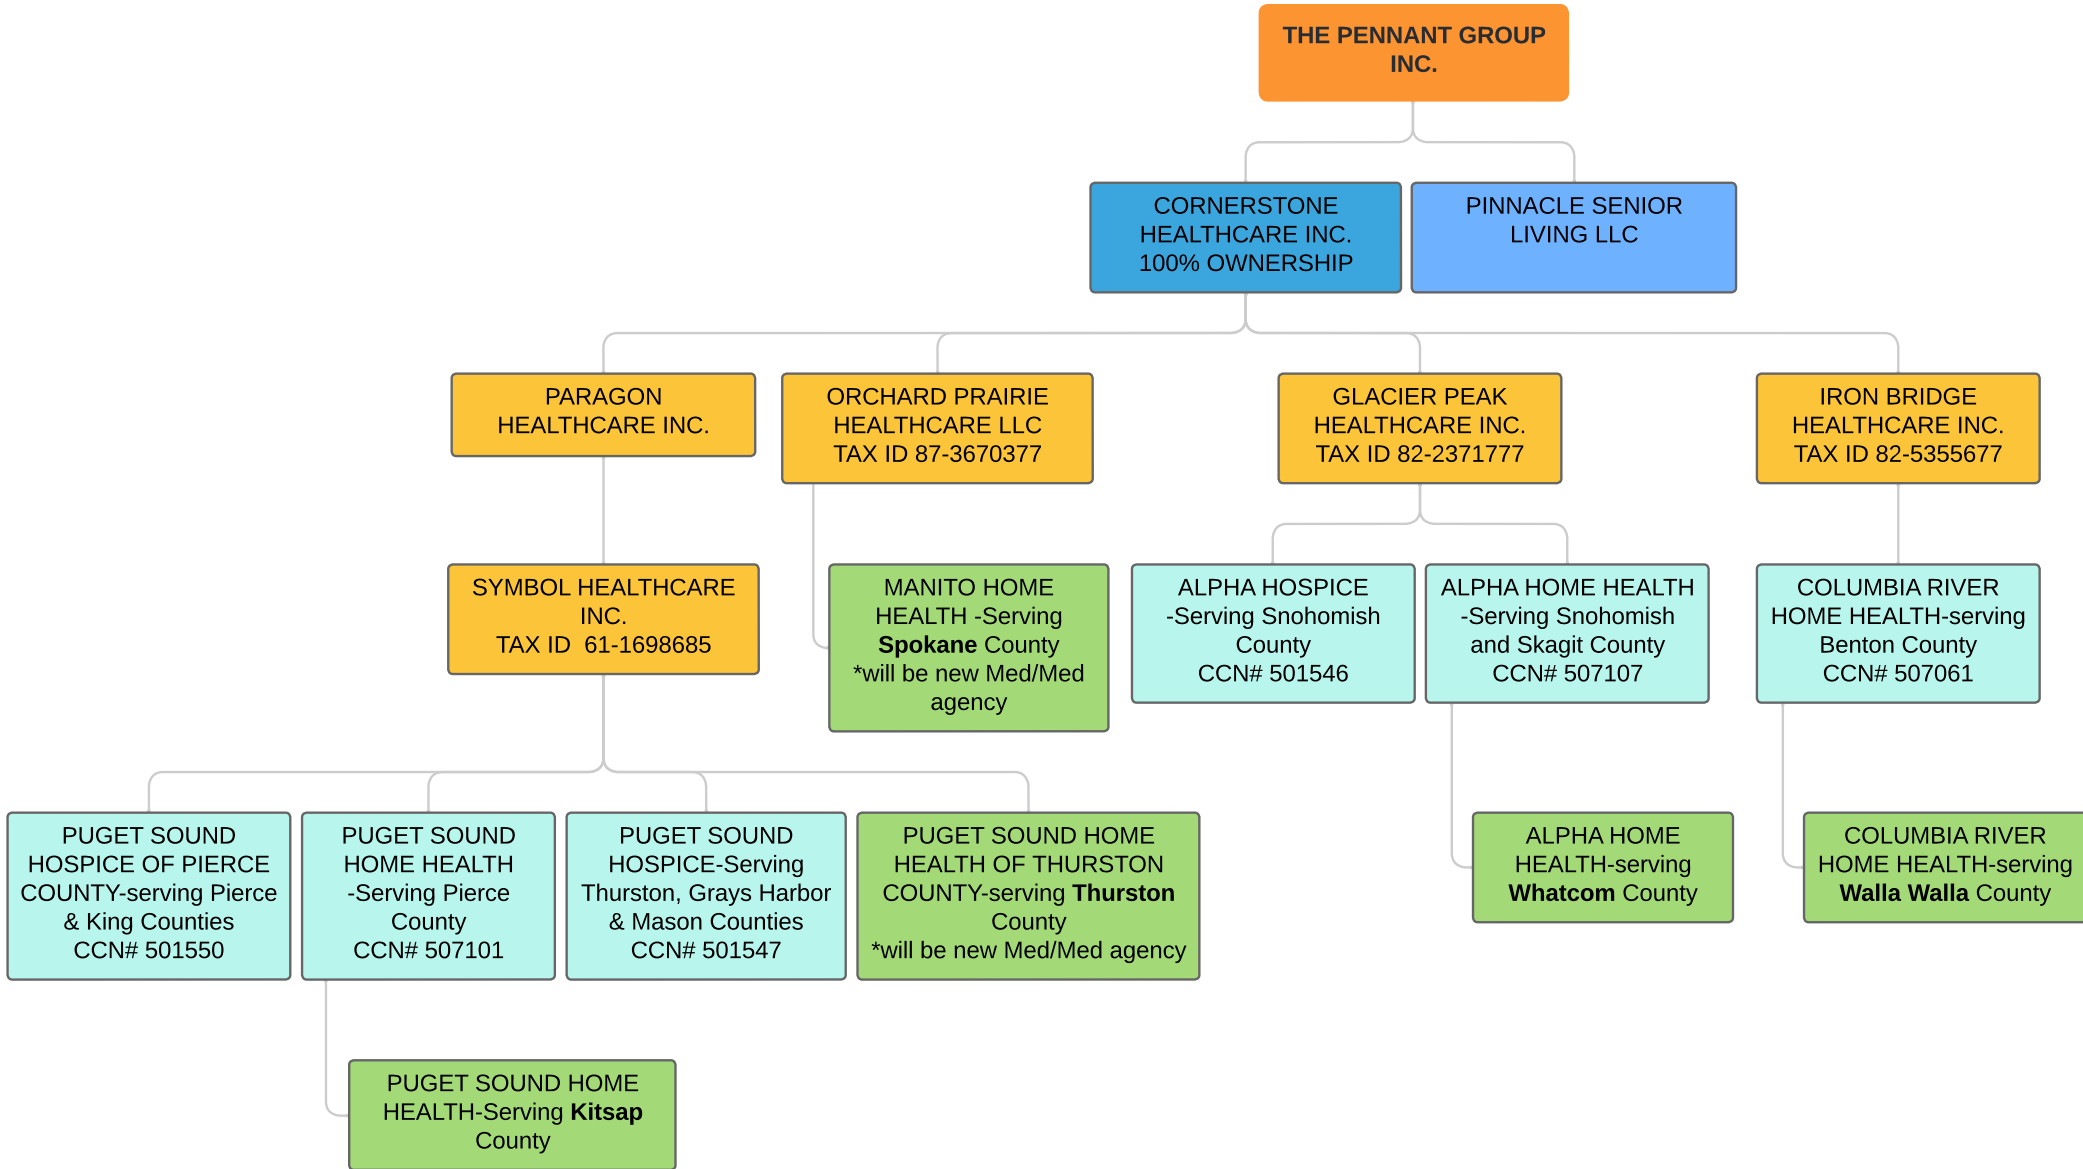 THE PENNANT GROUP
INC.
CORNERSTONE
HEALTHCARE INC.
100% OWNERSHIP
PINNACLE SENIOR
LIVING LLC
PARAGON
HEALTHCARE INC.
ORCHARD PRAIRIE
HEALTHCARE LLC
TAX ID 87-3670377
GLACIER PEAK
HEALTHCARE INC.
TAX ID 82-2371777
IRON BRIDGE
HEALTHCARE INC.
TAX ID 82-5355677
SYMBOL HEALTHCARE
INC.
TAX ID  61-1698685
MANITO HOME
HEALTH -Serving
Spokane County
*will be new Med/Med
agency
ALPHA HOSPICE
-Serving Snohomish
County
CCN# 501546
ALPHA HOME HEALTH
-Serving Snohomish
and Skagit County
CCN# 507107
COLUMBIA RIVER
HOME HEALTH-serving
Benton County
CCN# 507061
PUGET SOUND
HOSPICE OF PIERCE
COUNTY-serving Pierce
& King Counties
CCN# 501550
PUGET SOUND
HOME HEALTH
-Serving Pierce
County
CCN# 507101
PUGET SOUND
HOSPICE-Serving
Thurston, Grays Harbor
& Mason Counties
CCN# 501547
PUGET SOUND HOME
HEALTH OF THURSTON
COUNTY-serving Thurston
County
*will be new Med/Med agency
ALPHA HOME
HEALTH-serving
Whatcom County
COLUMBIA RIVER
HOME HEALTH-serving
Walla Walla County
PUGET SOUND HOME
HEALTH-Serving Kitsap
County